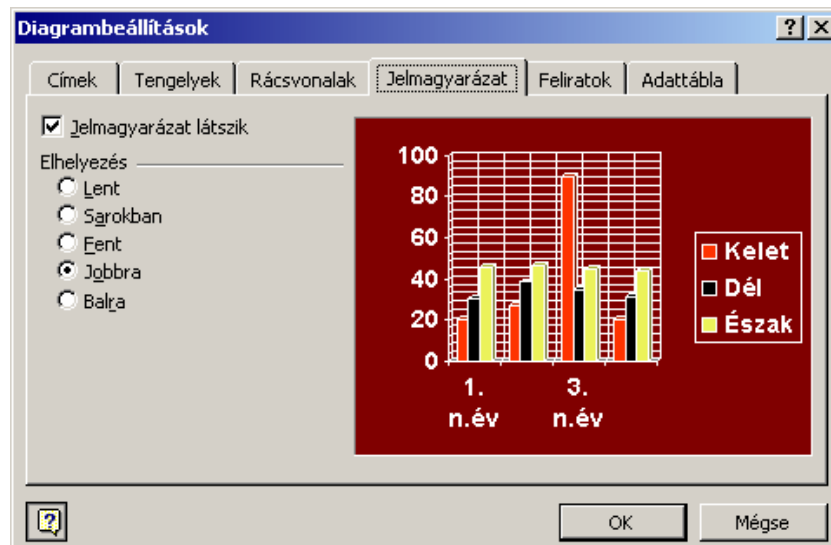 Diagrambeállítások
Címek
Tengelyek
Rácsvonalak
Jelmagyarázat
Feliratok
Adattábla
Jelmagyarázat látszik
Elhelyezés
Lent
Sarokban
Fent
Jobbra
Balra
100
80
60
40
20
0
1.
n.év
3.
n.év
Kelet
Dél
Észak
OK
Mégse